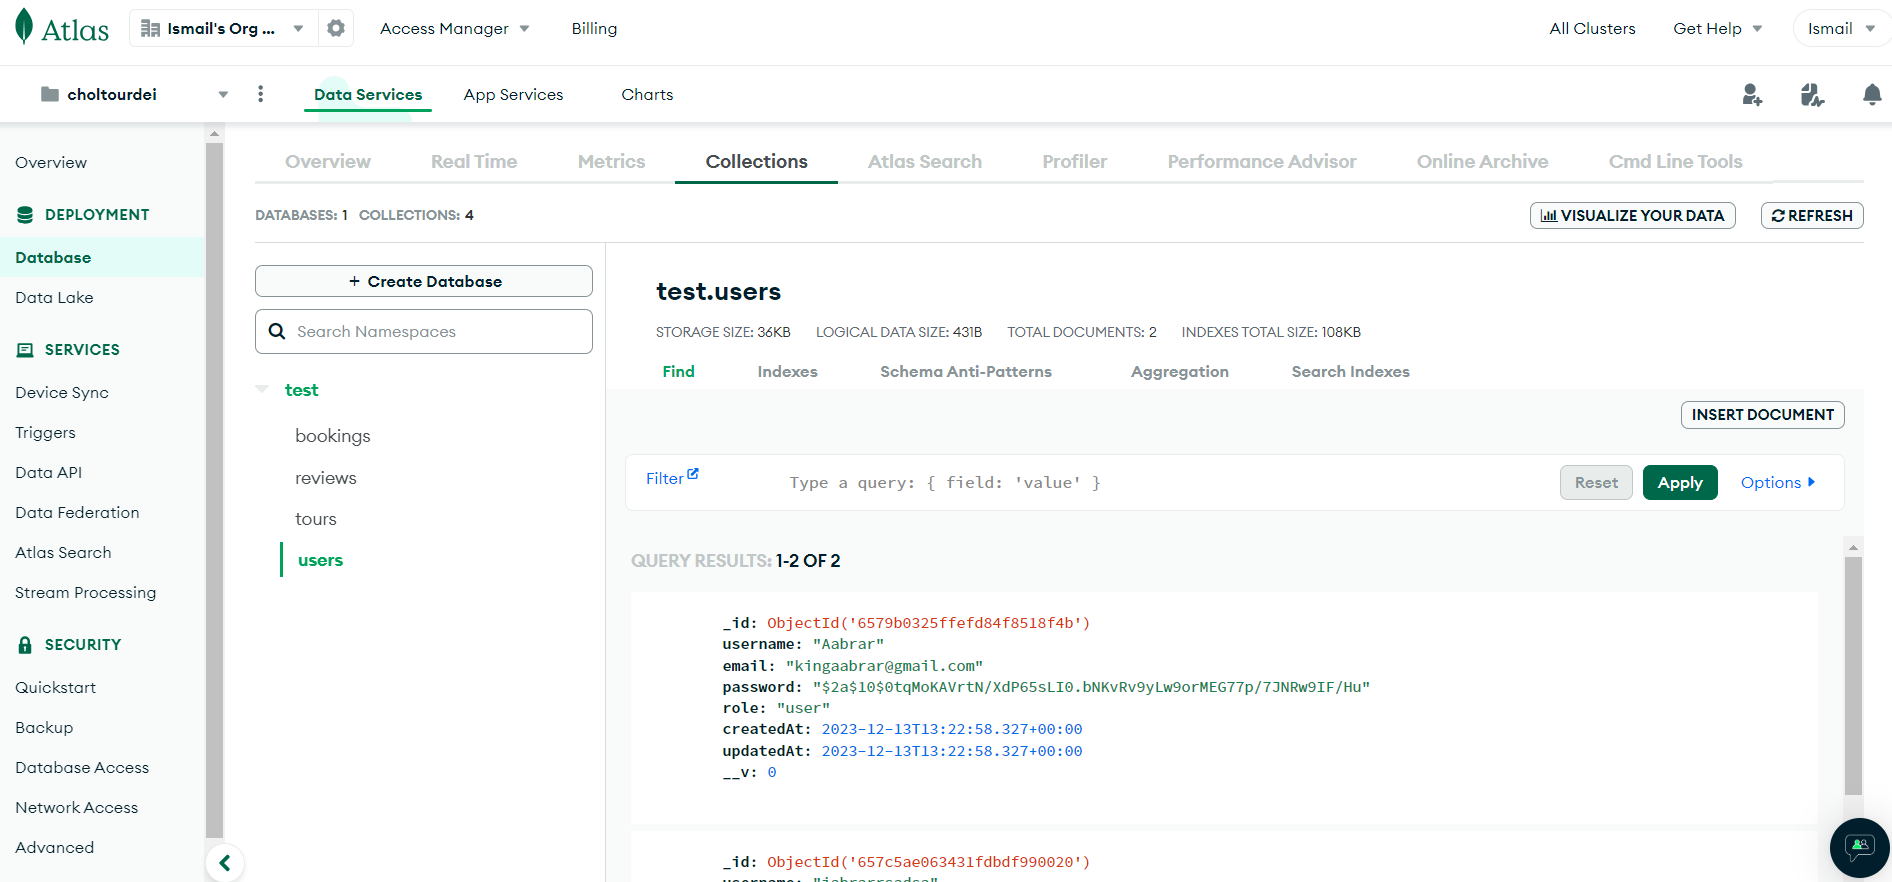 Atlas
Ismail's Org ...
Access Manager
Billing
All Clusters
Get Help
Ismail
choltourdei
Data Services
App Services
Charts
Overview
DEPLOYMENT
Database
Data Lake
SERVICES
Device Sync
Triggers
Data API
Data Federation
Atlas Search
Stream Processing
SECURITY
Quickstart
Backup
Database Access
Network Access
Advanced
Overview
Real Time
Metrics
Collections
Atlas Search
Profiler
Performance Advisor
Online Archive
Cmd Line Tools
DATABASES: 1 COLLECTIONS: 4
VISUALIZE YOUR DATA
REFRESH
+ Create Database
Search Namespaces
test
bookings
reviews
tours
users
test.users
STORAGE SIZE: 36KB LOGICAL DATA SIZE: 431B TOTAL DOCUMENTS: 2 INDEXES TOTAL SIZE: 108KB
Find
Indexes
Schema Anti-Patterns
Aggregation
Search Indexes
INSERT DOCUMENT
Filter
Type a query: { field: 'value' }
Reset
Apply
Options
QUERY RESULTS: 1-2 OF 2
_id: ObjectId('6579b0325ffefd84f8518f4b')
username: "Aabrar"
email: "kingaabrar@gmail.com"
password: "$2a$10$0tqMoKAVrtN/XdP65sLI0.bNKvRv9yLw9orMEG77p/7JNRw9IF/Hu"
role: "user"
createdAt: 2023-12-13T13:22:58.327+00:00
updatedAt: 2023-12-13T13:22:58.327+00:00
__v: 0
_id: ObjectId('657c5ae063431fdbdf990020')
username: